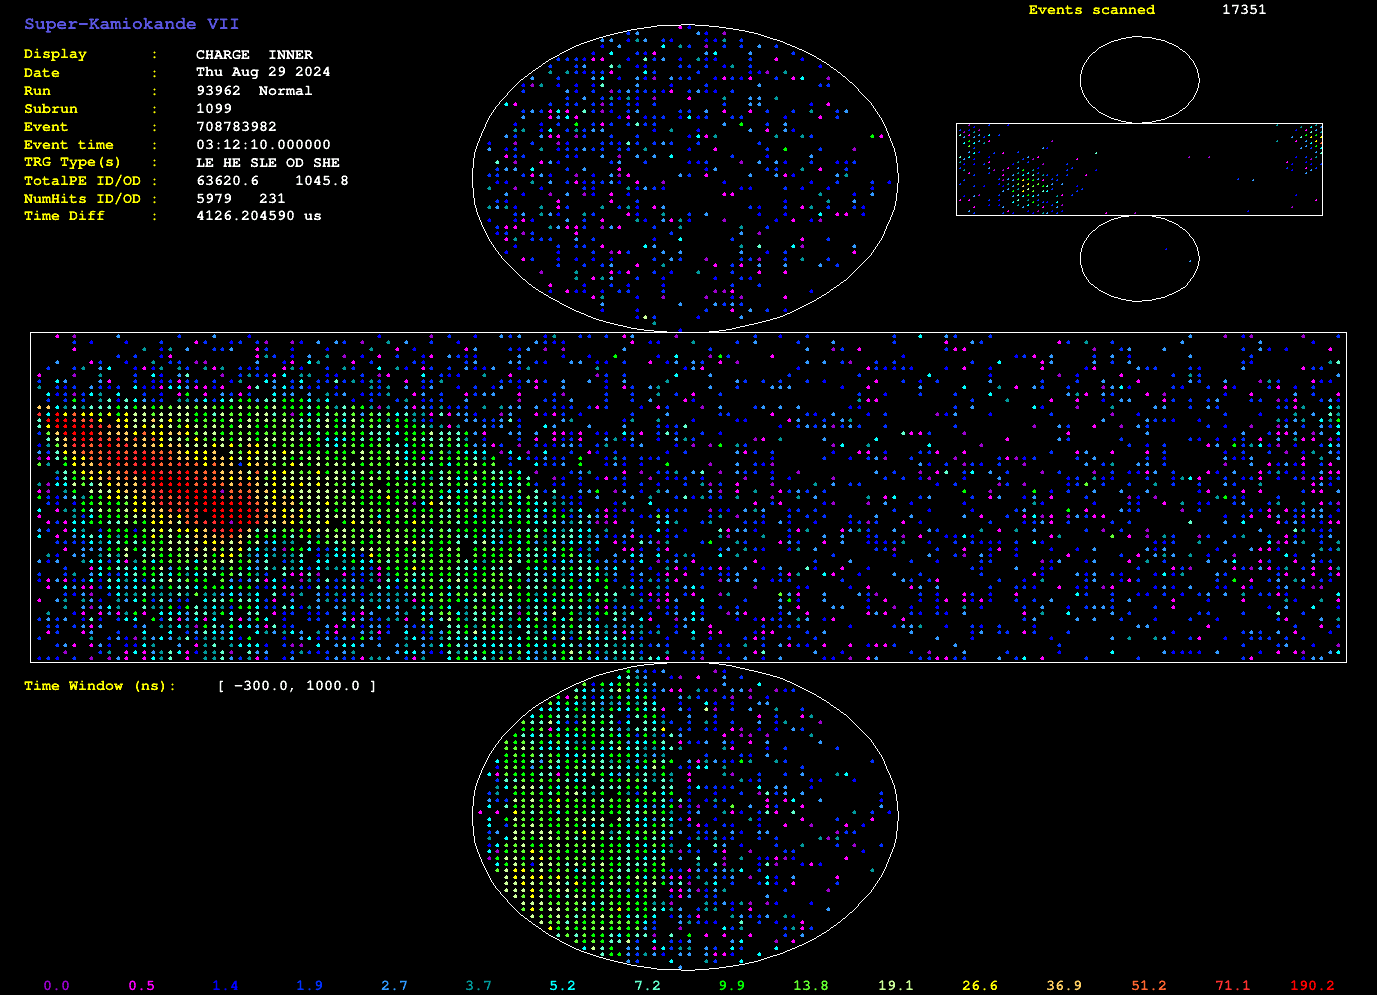 Super-Kamiokande VII
Events scanned 17351
Display : CHARGE INNER
Date : Thu Aug 29 2024
Run : 93962 Normal
Subrun : 1099
Event : 708783982
Event time : 03:12:10.000000
TRG Type(s) : LE HE SLE OD SHE
TotalPE ID/OD : 63620.6 1045.8
NumHits ID/OD : 5979 231
Time Diff : 4126.204590 us
Time Window (ns): [ -300.0, 1000.0 ]
0.0 0.5 1.4 1.9 2.7 3.7 5.2 7.2 9.9 13.8 19.1 26.6 36.9 51.2 71.1 190.2